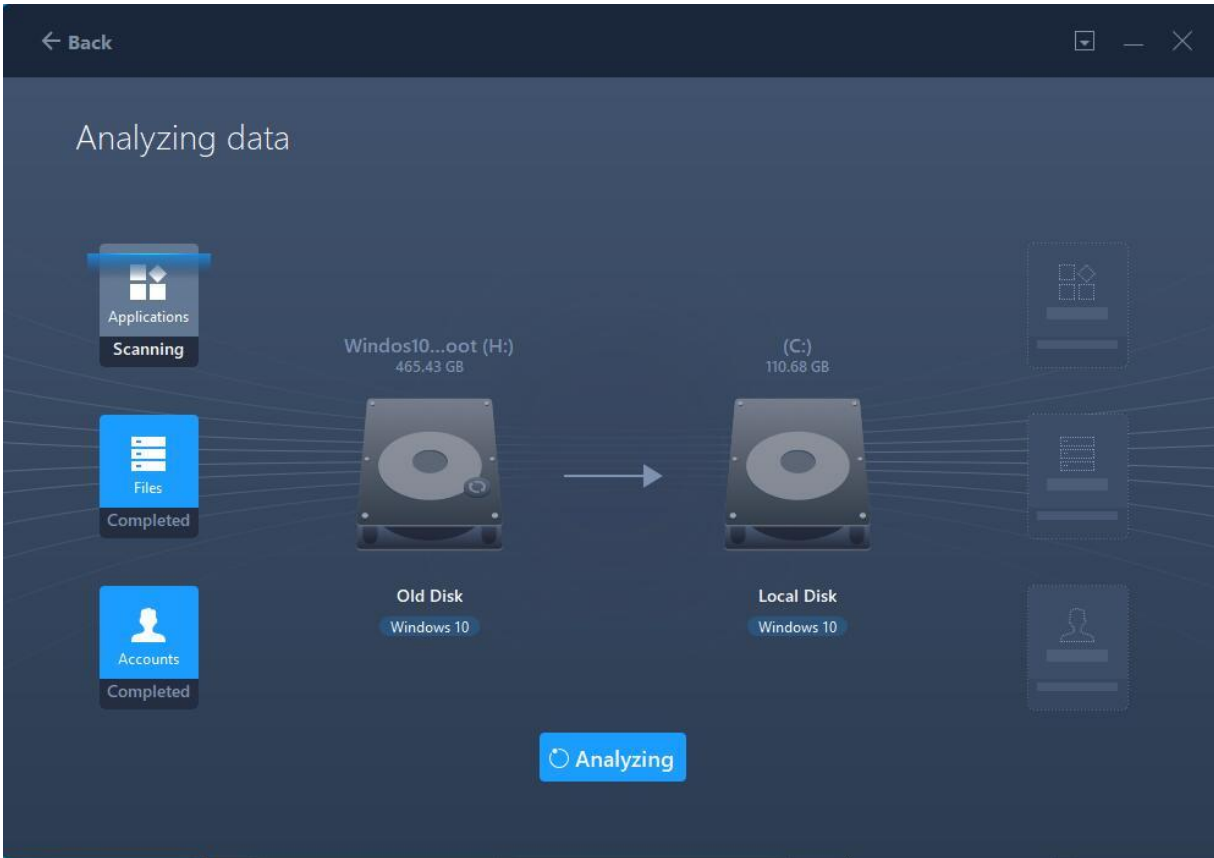 Back
Analyzing data
Applications
Scanning
Files
Completed
Accounts
Completed
Windos10...oot (H:)
465.43 GB
Old Disk
Windows 10
(C:)
110.68 GB
Local Disk
Windows 10
Analyzing